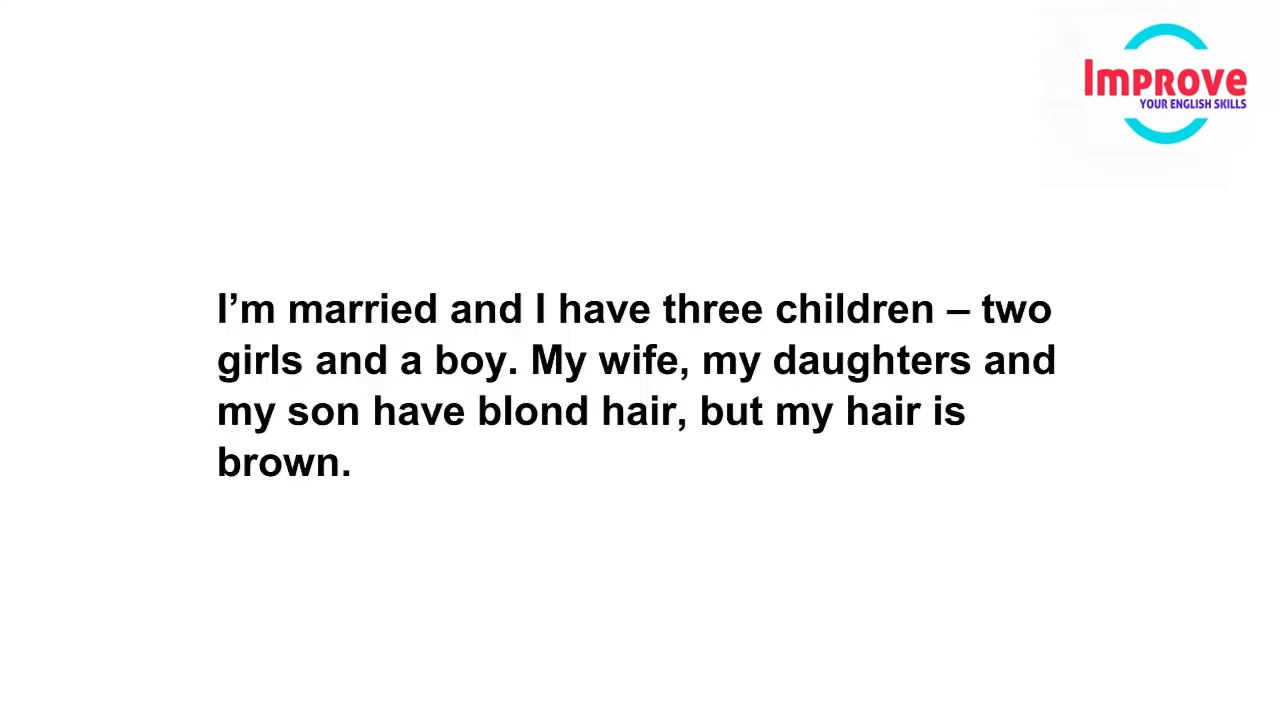 Improve
YOUR ENGLISH SKILLS
I’m married and I have three children – two
girls and a boy. My wife, my daughters and
my son have blond hair, but my hair is
brown.